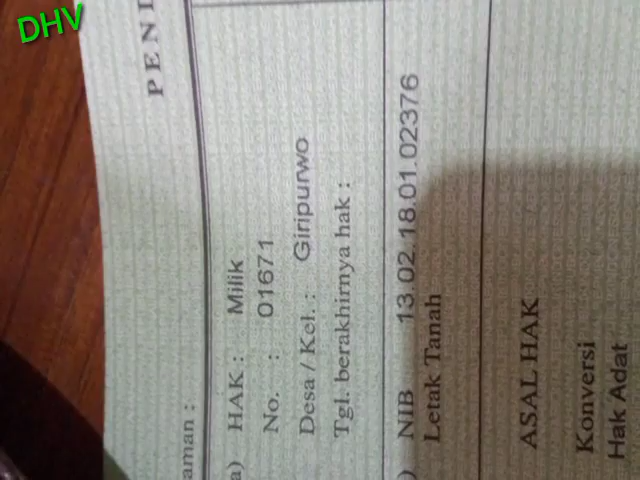 DHV
PEN
aman :
a) HAK : Milik
No. : 01671
Desa / Kel. : Giripurwo
Tgl. berakhirnya hak :
) NIB 13.02.18.01.02376
Letak Tanah
ASAL HAK
Konversi
Hak Adat